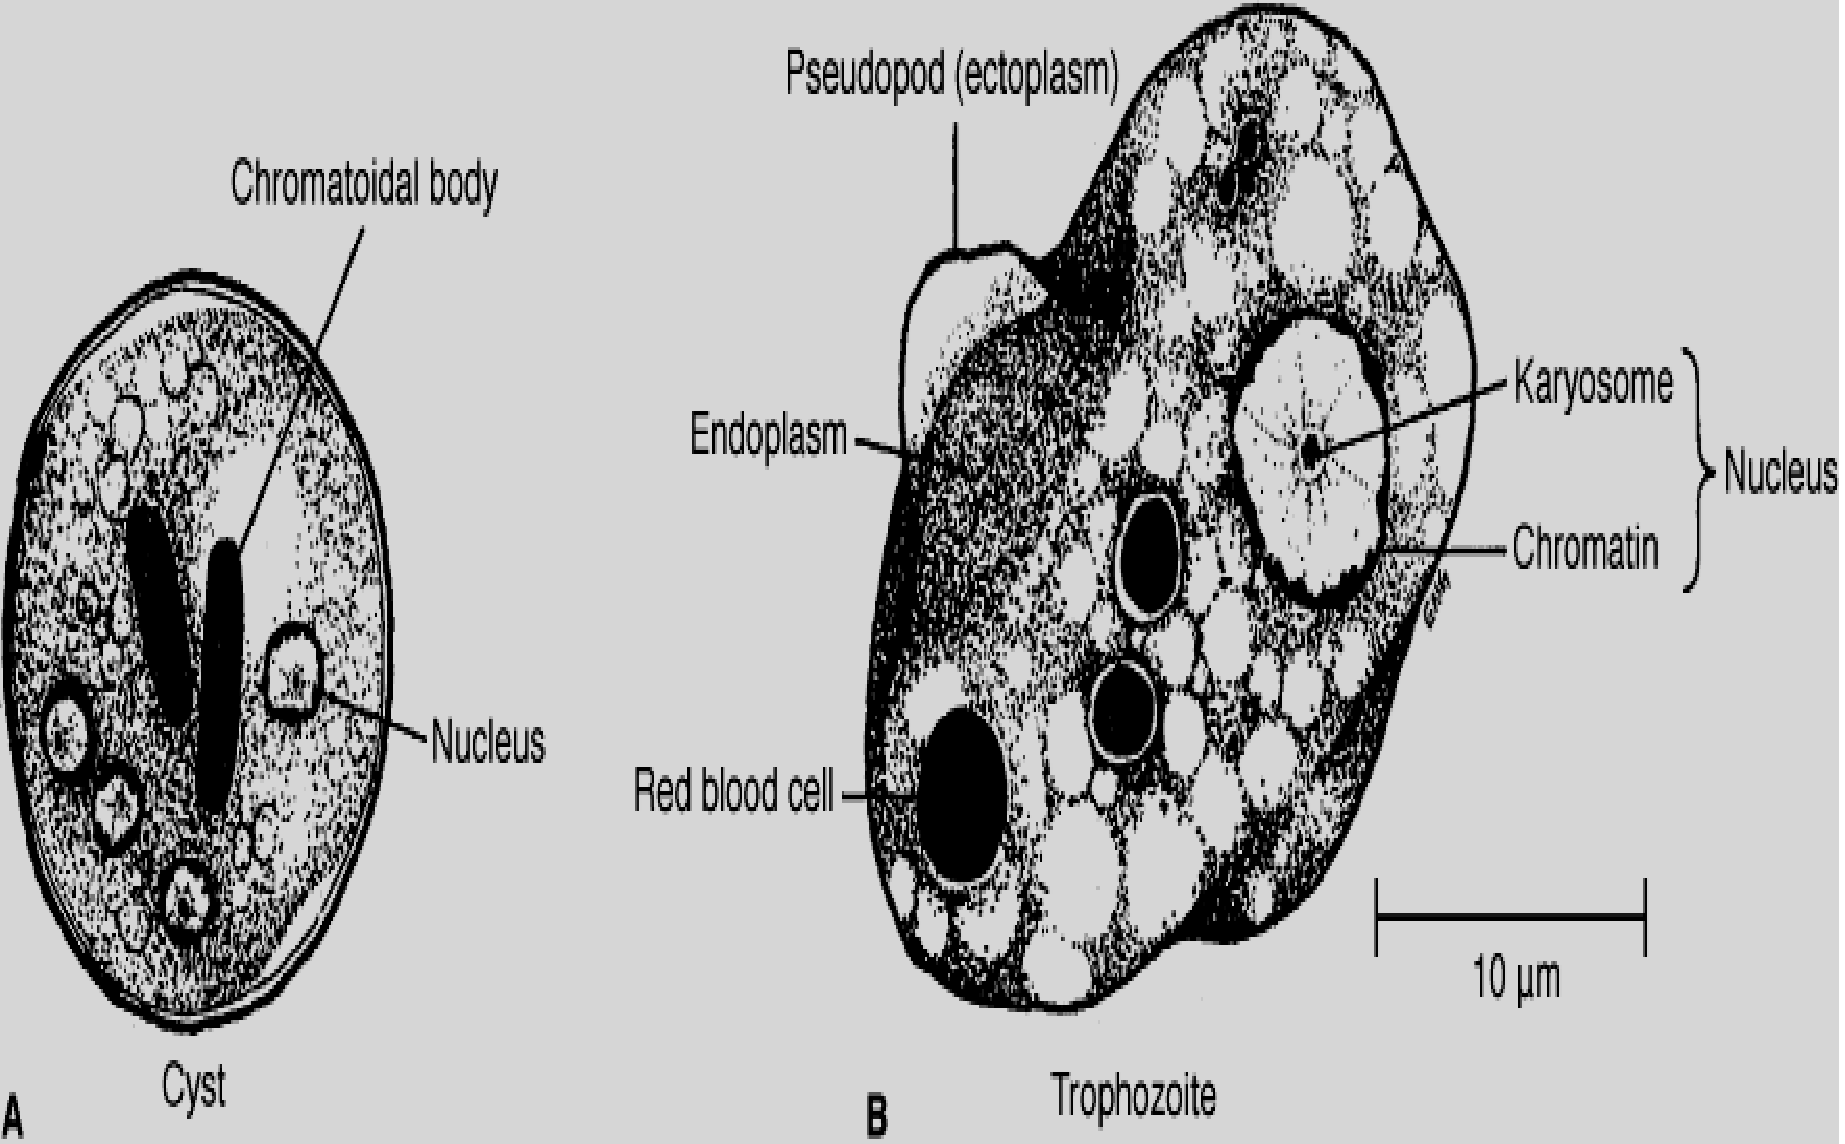 Pseudopod (ectoplasm)
Chromatoidal body
Karyosome
Endoplasm
Nucleus
Chromatin
Nucleus
Red blood cell
10 µm
Cyst
Trophozoite
A
B